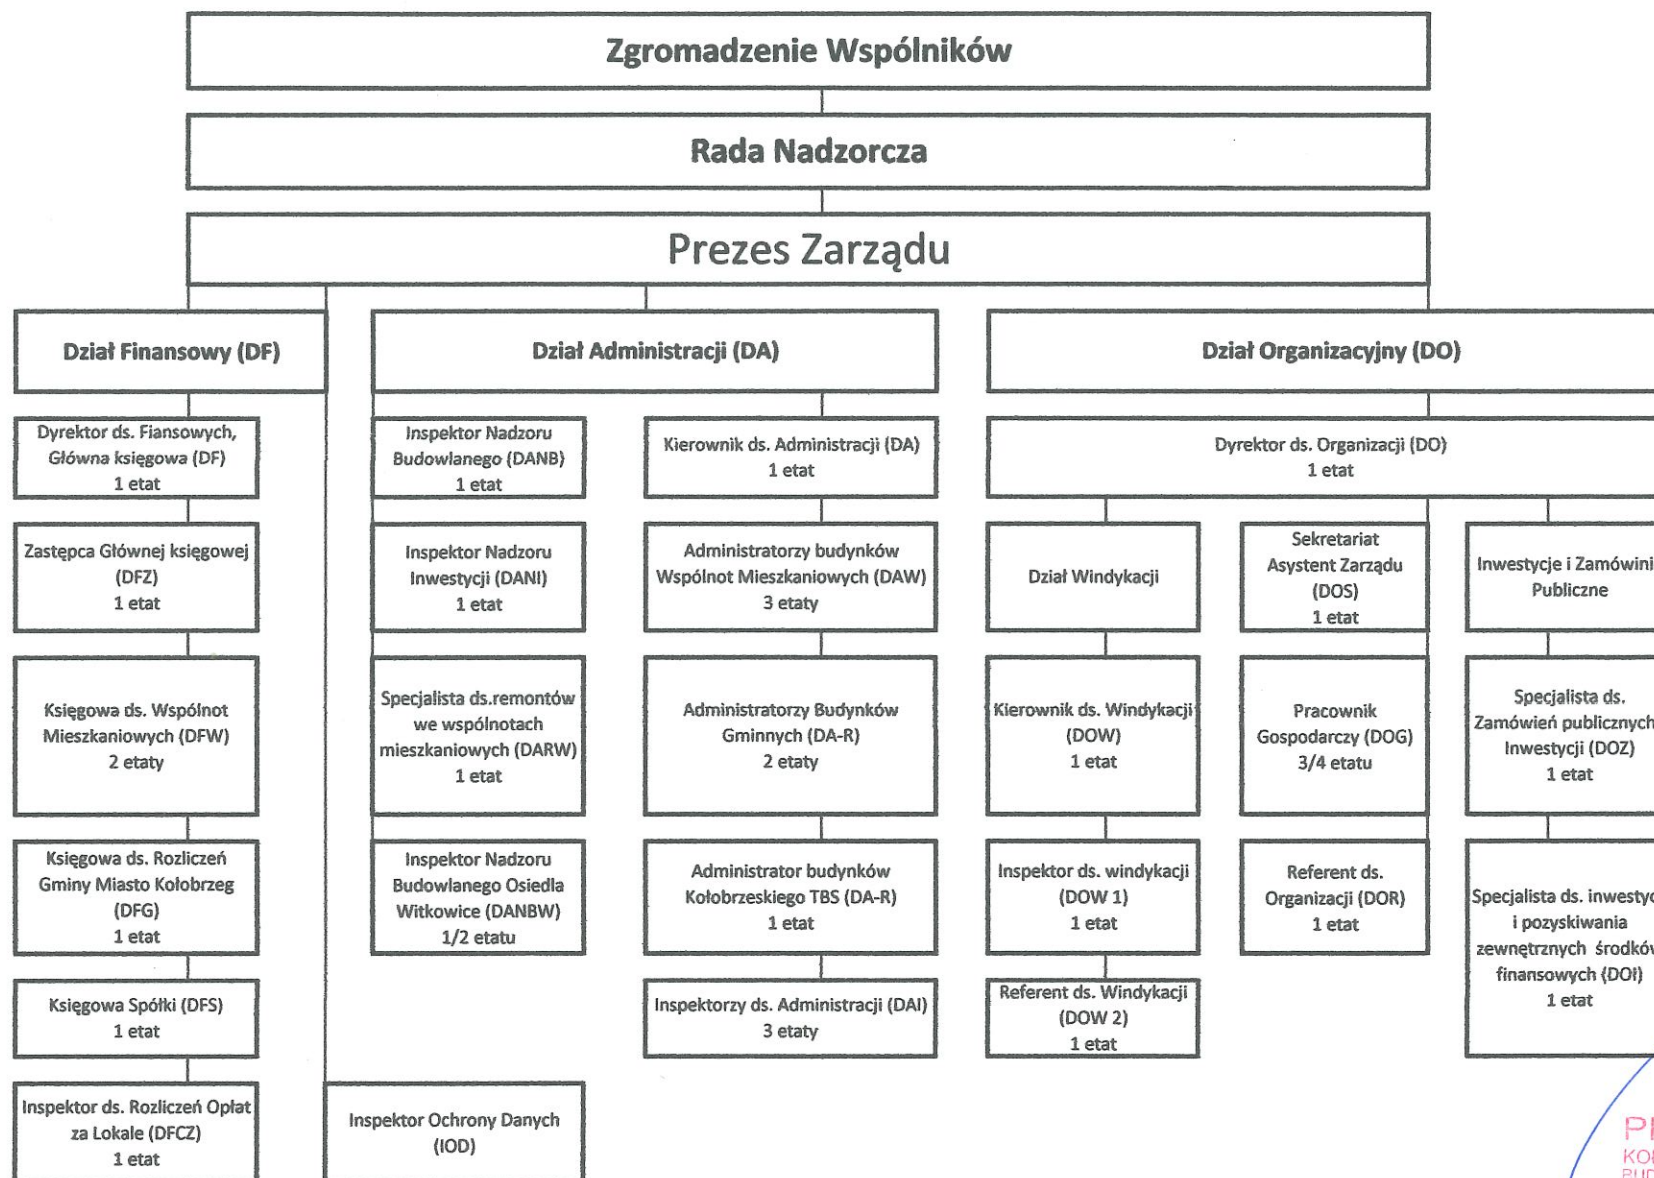 Zgromadzenie Wspólników
Rada Nadzorcza
Prezes Zarządu
Dział Finansowy (DF)
Dyrektor ds. Fiansowych,
Główna księgowa (DF)
1 etat
Zastępca Głównej księgowej
(DFZ)
1 etat
Księgowa ds. Wspólnot
Mieszkaniowych (DFW)
2 etaty
Księgowa ds. Rozliczeń
Gminy Miasto Kołobrzeg
(DFG)
1 etat
Księgowa Spółki (DFS)
1 etat
Inspektor ds. Rozliczeń Opłat
za Lokale (DFCZ)
1 etat
Inspektor Ochrony Danych
(IOD)
Dział Administracji (DA)
Inspektor Nadzoru
Budowlanego (DANB)
1 etat
Inspektor Nadzoru
Inwestycji (DANI)
1 etat
Specjalista ds.remontów
we wspólnotach
mieszkaniowych (DARW)
1 etat
Inspektor Nadzoru
Budowlanego Osiedla
Witkowice (DANBW)
1/2 etatu
Kierownik ds. Administracji (DA)
1 etat
Administratorzy budynków
Wspólnot Mieszkaniowych (DAW)
3 etaty
Administratorzy Budynków
Gminnych (DA-R)
2 etaty
Administrator budynków
Kołobrzeskiego TBS (DA-R)
1 etat
Inspektorzy ds. Administracji (DAI)
3 etaty
Dział Organizacyjny (DO)
Dyrektor ds. Organizacji (DO)
1 etat
Dział Windykacji
Kierownik ds. Windykacji
(DOW)
1 etat
Inspektor ds. windykacji
(DOW 1)
1 etat
Referent ds. Windykacji
(DOW 2)
1 etat
Sekretariat
Asystent Zarządu
(DOS)
1 etat
Pracownik
Gospodarczy (DOG)
3/4 etatu
Referent ds.
Organizacji (DOR)
1 etat
Inwestycje i Zamówini
Publiczne
Specjalista ds.
Zamówień publicznych
Inwestycji (DOZ)
1 etat
Specjalista ds. inwestyc
i pozyskiwania
zewnętrznych środków
finansowych (DOI)
1 etat